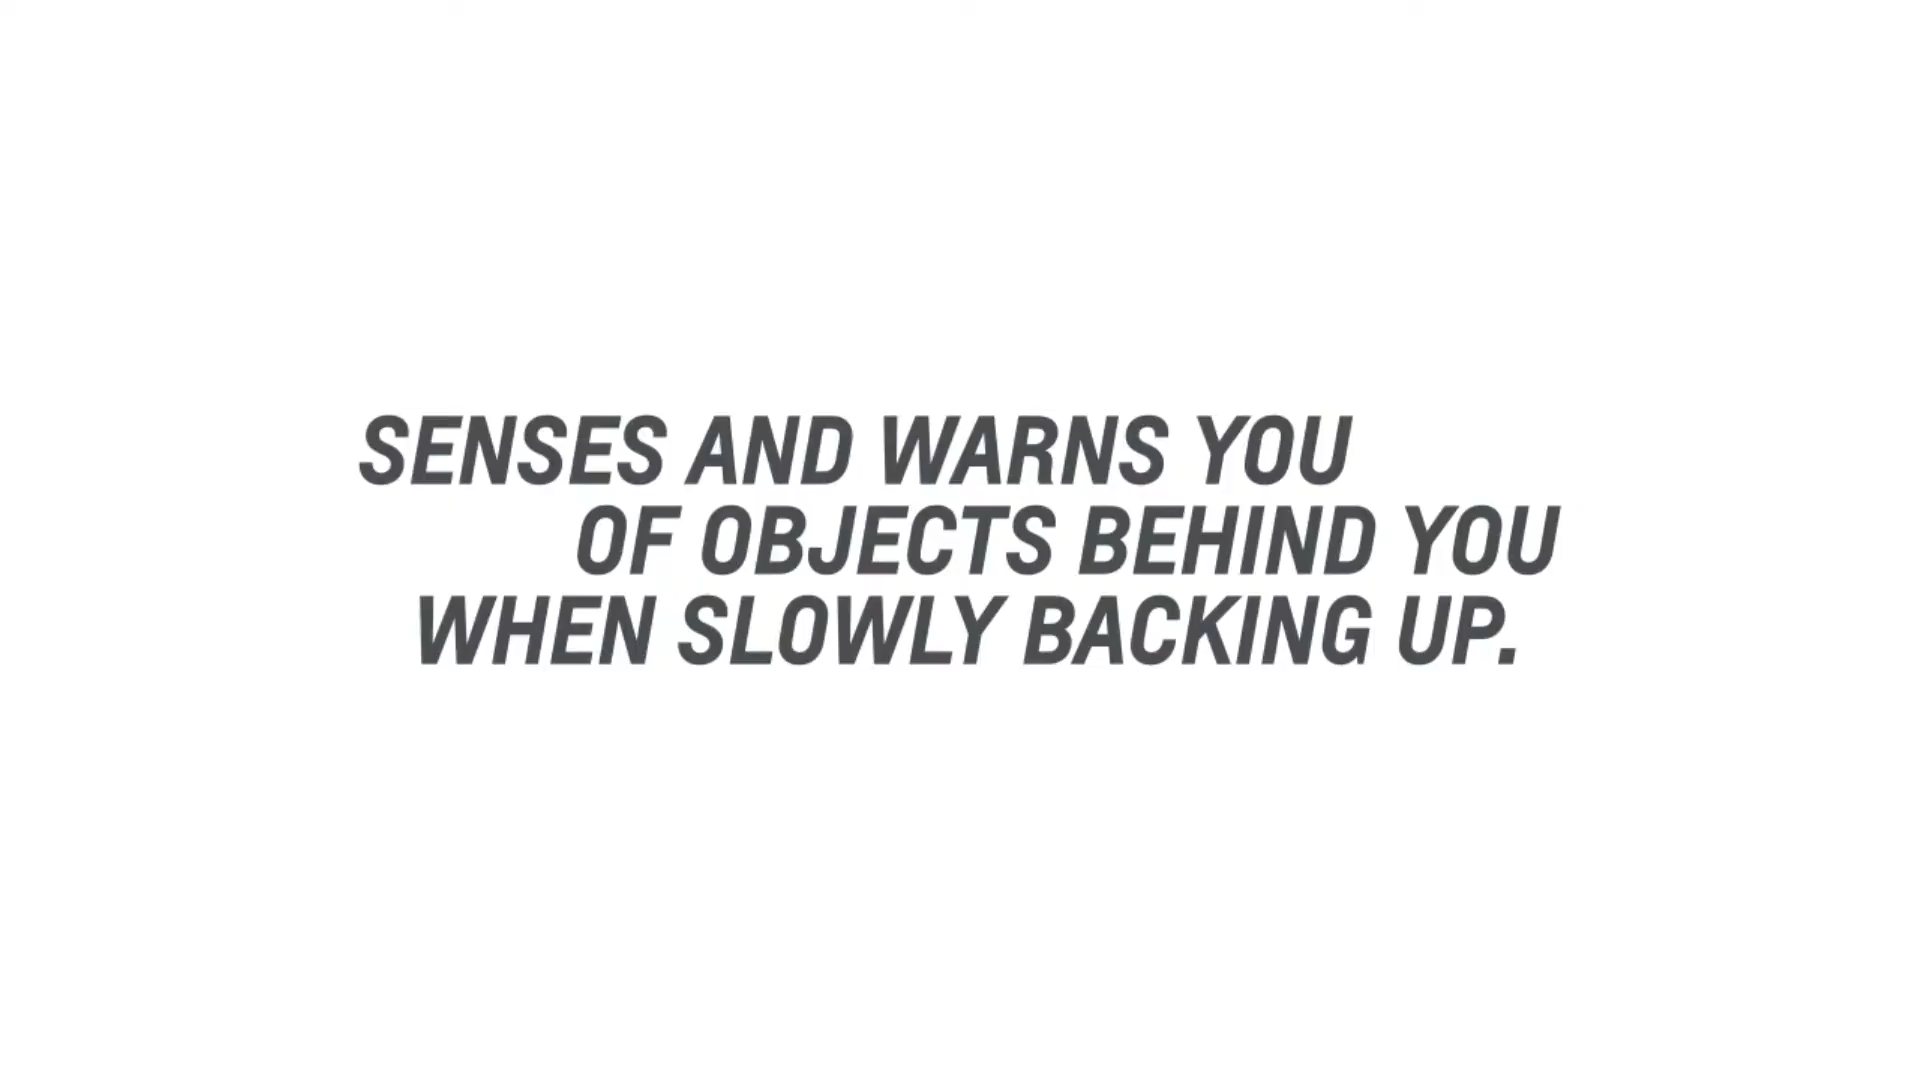 SENSES AND WARNS YOU
OF OBJECTS BEHIND YOU
WHEN SLOWLY BACKING UP.